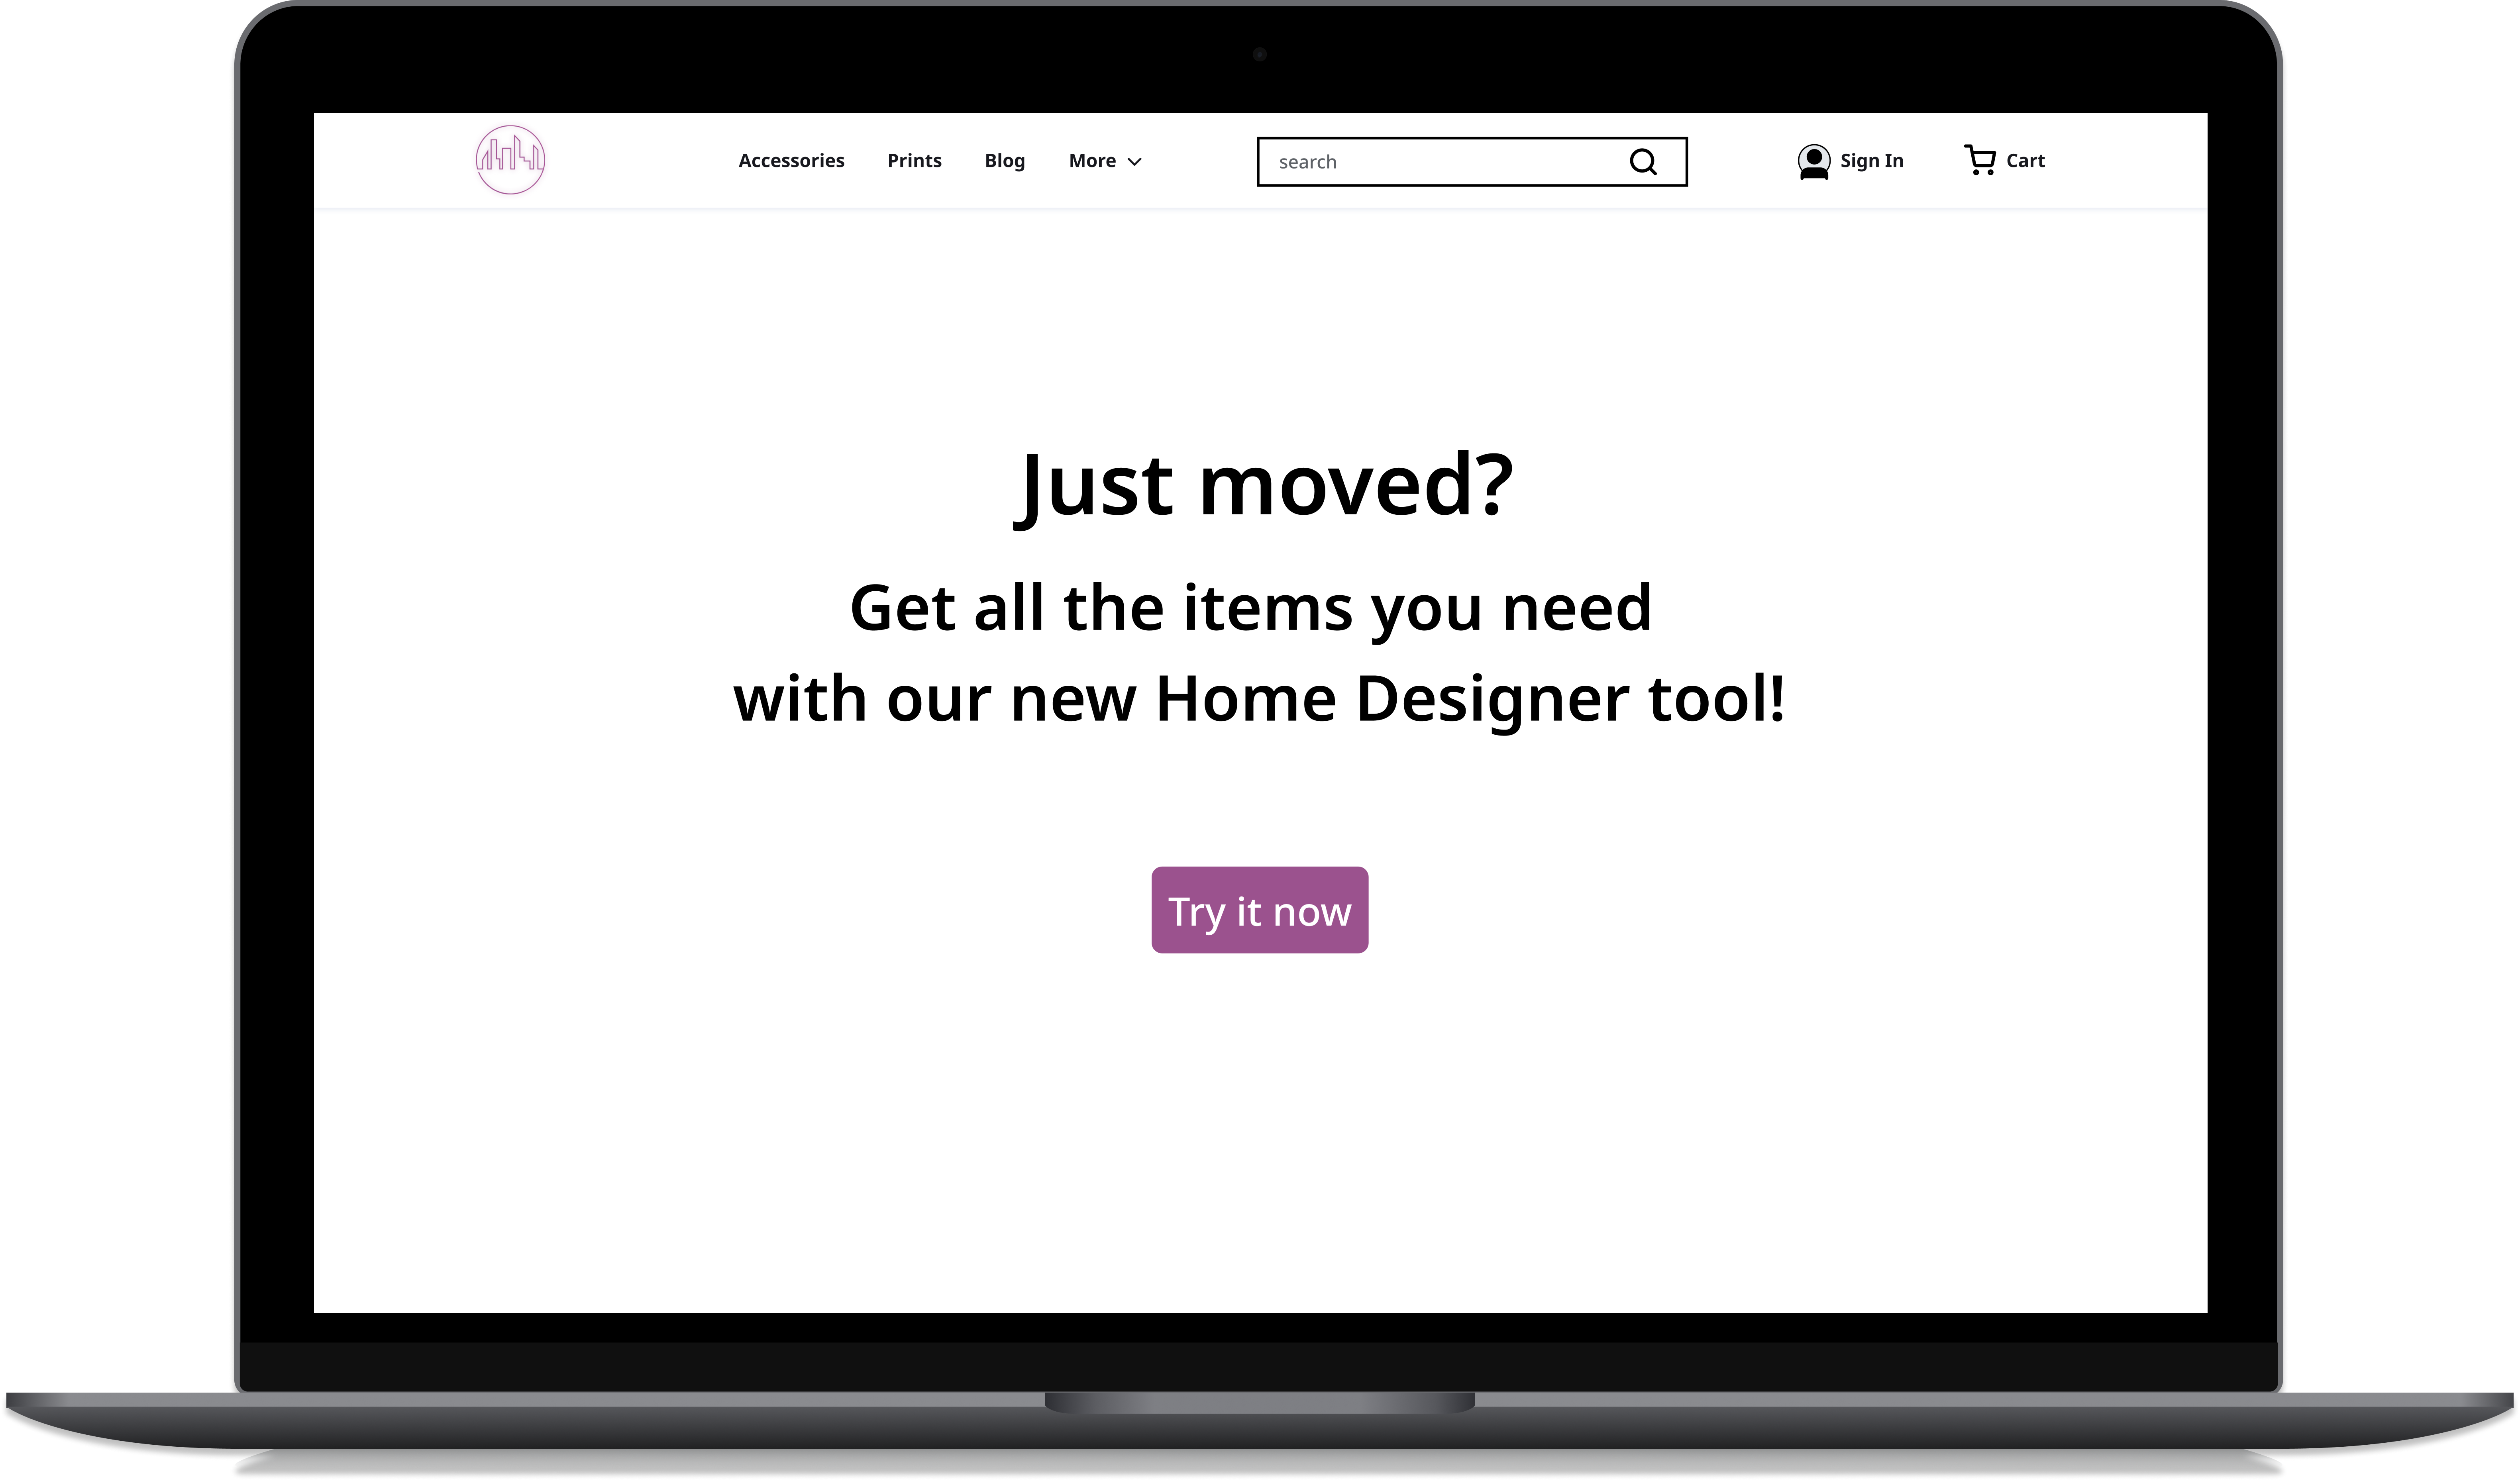 Accessories Prints Blog More search Sign In Cart
Just moved?
Get all the items you need
with our new Home Designer tool!
Try it now